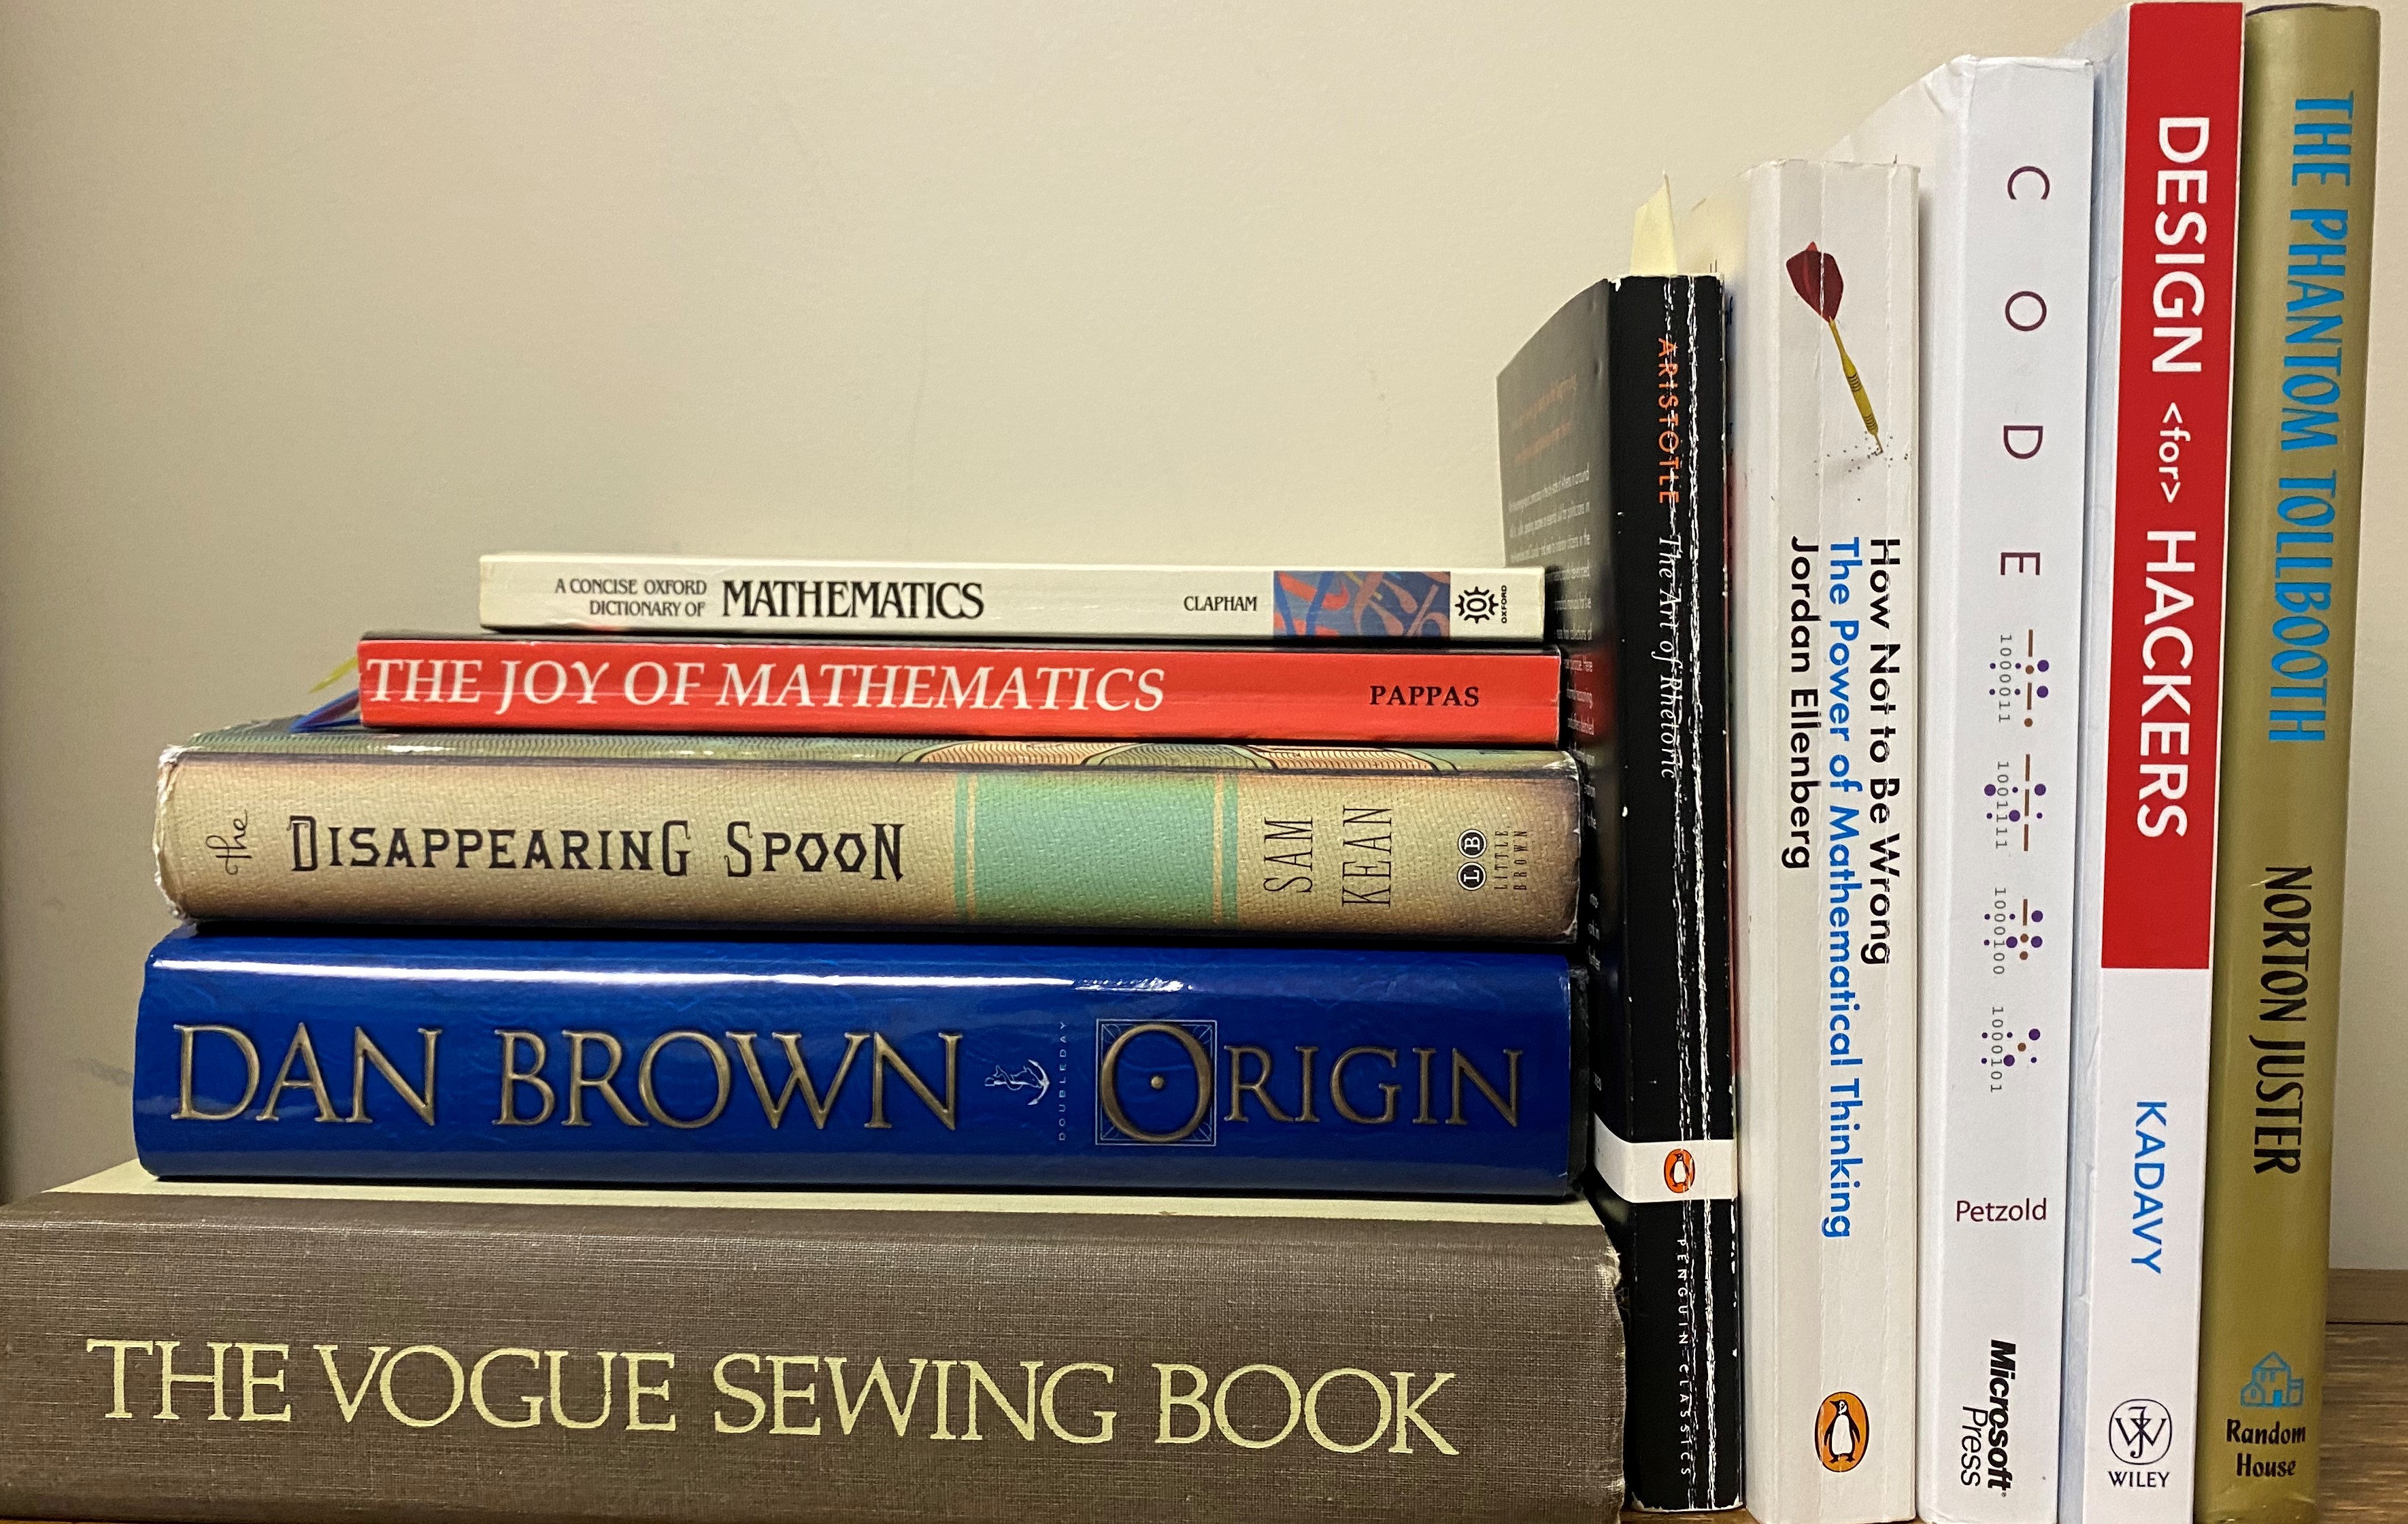 A CONCISE OXFORD
DICTIONARY OF
MATHEMATICS
CLAPHAM
OXFORD
THE JOY OF MATHEMATICS
PAPPAS
the DISAPPEARING SPOON
SAM
KEAN
L B
LITTLE,
BROWN
DAN BROWN
DOUBLEDAY
ORIGIN
THE VOGUE SEWING BOOK
ARISTOTLE The Art of Rhetoric
PENGUIN CLASSICS
How Not to Be Wrong
The Power of Mathematical Thinking
Jordan Ellenberg
CODE
1000011 1001111 1000100 1000101
Petzold
Microsoft
Press
DESIGN <for> HACKERS
KADAVY
WILEY
THE PHANTOM TOLLBOOTH
NORTON JUSTER
Random
House